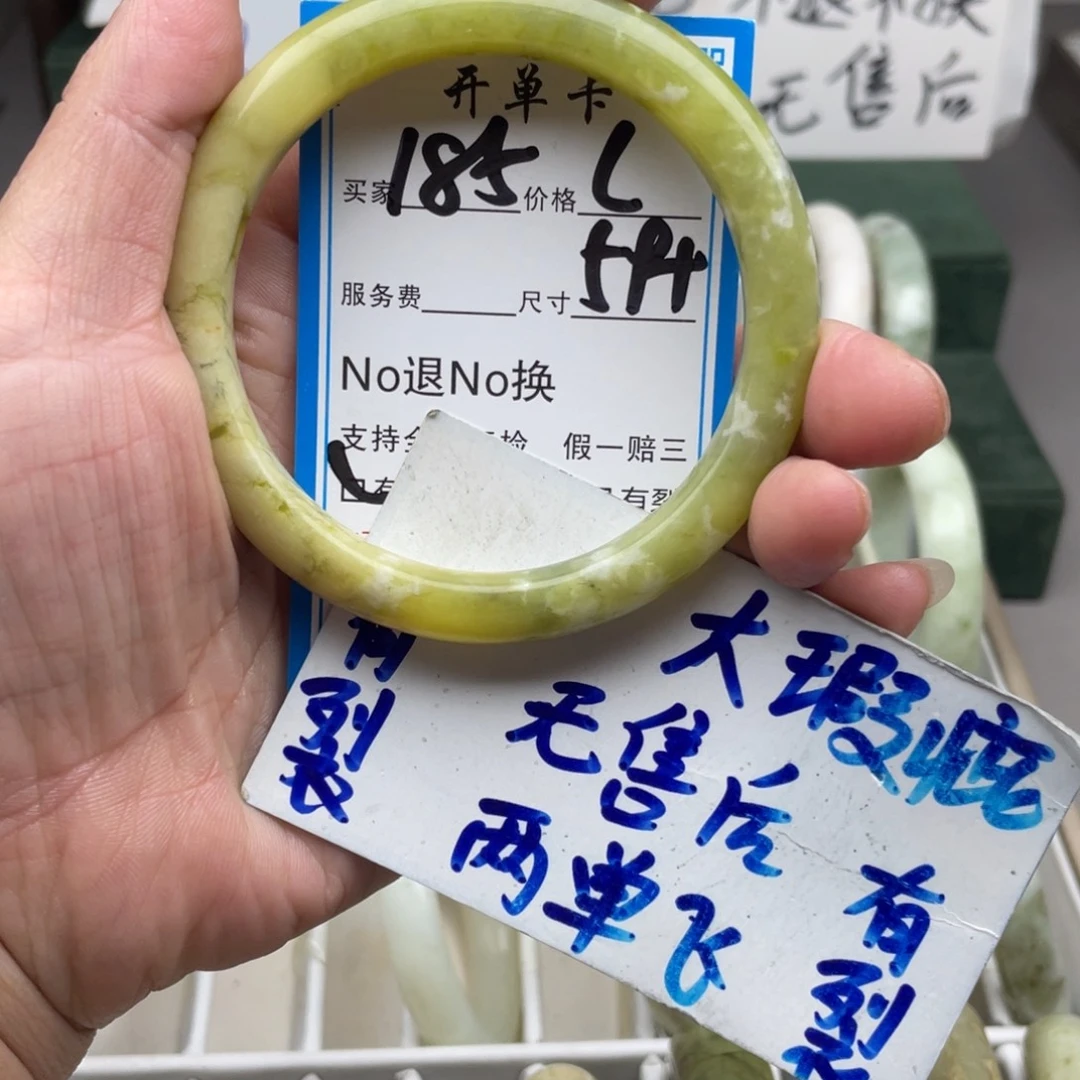 不退不换
无售后
开单卡
买家 185 价格 L
服务费 尺寸 54+
No退No换
支持 检 假一赔三
有裂
大瑕疵
无售后
两单飞
有裂
有裂